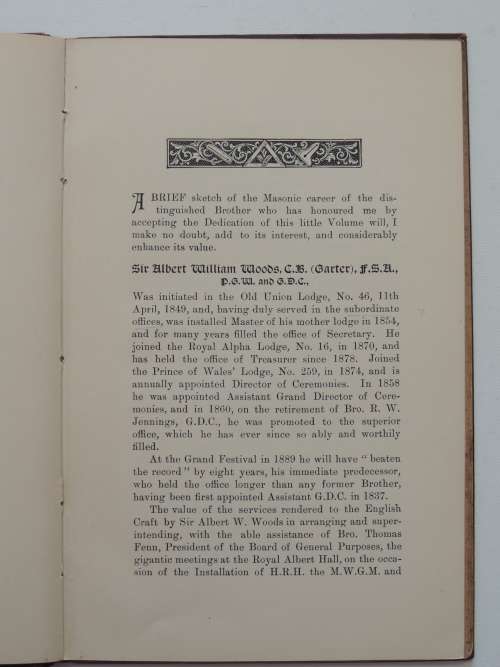 A BRIEF sketch of the Masonic career of the dis-
tinguished Brother who has honoured me by
accepting the Dedication of this little Volume will, I
make no doubt, add to its interest, and considerably
enhance its value.
Sir Albert William Woods, C.B. (Garter), F.S.A.,
P.G.W. and G.D.C.,
Was initiated in the Old Union Lodge, No. 46, 11th
April, 1849, and, having duly served in the subordinate
offices, was installed Master of his mother lodge in 1854,
and for many years filled the office of Secretary. He
joined the Royal Alpha Lodge, No. 16, in 1870, and
has held the office of Treasurer since 1878. Joined
the Prince of Wales' Lodge, No. 259, in 1874, and is
annually appointed Director of Ceremonies. In 1858
he was appointed Assistant Grand Director of Cere-
monies, and in 1860, on the retirement of Bro. R. W.
Jennings, G.D.C., he was promoted to the superior
office, which he has ever since so ably and worthily
filled.
At the Grand Festival in 1889 he will have "beaten
the record" by eight years, his immediate predecessor,
who held the office longer than any former Brother,
having been first appointed Assistant G.D.C. in 1837.
The value of the services rendered to the English
Craft by Sir Albert W. Woods in arranging and super-
intending, with the able assistance of Bro. Thomas
Fenn, President of the Board of General Purposes, the
gigantic meetings at the Royal Albert Hall, on the occa-
sion of the Installation of H.R.H. the M.W.G.M. and